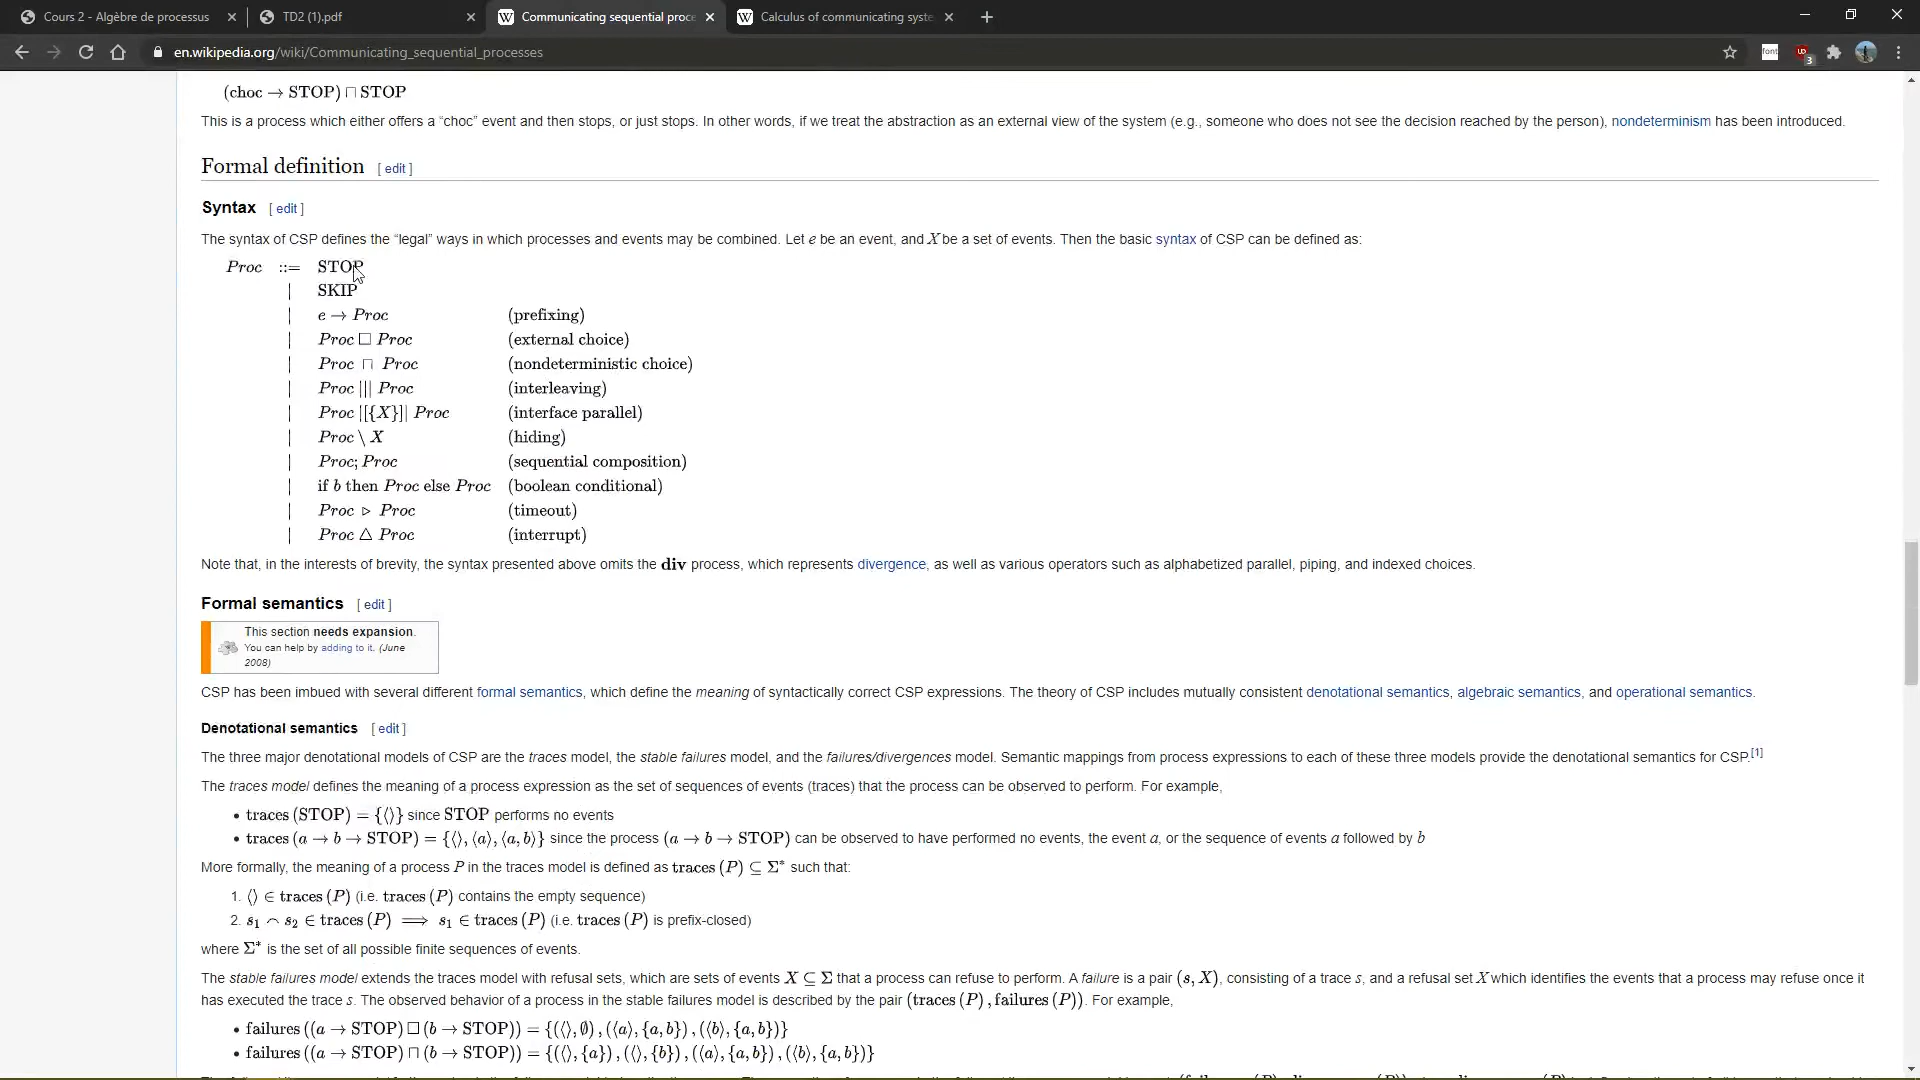 Cours 2 - Algèbre de processus
TD2 (1).pdf
Communicating sequential proce
Calculus of communicating syste
en.wikipedia.org/wiki/Communicating_sequential_processes
font
3
(choc → STOP) ⊓ STOP
This is a process which either offers a “choc” event and then stops, or just stops. In other words, if we treat the abstraction as an external view of the system (e.g., someone who does not see the decision reached by the person), nondeterminism has been introduced.
Formal definition [ edit ]
Syntax [ edit ]
The syntax of CSP defines the “legal” ways in which processes and events may be combined. Let e be an event, and X be a set of events. Then the basic syntax of CSP can be defined as:
Proc ::= STOP
| SKIP
| e → Proc (prefixing)
| Proc □ Proc (external choice)
| Proc ⊓ Proc (nondeterministic choice)
| Proc ||| Proc (interleaving)
| Proc |[{X}]| Proc (interface parallel)
| Proc \ X (hiding)
| Proc; Proc (sequential composition)
| if b then Proc else Proc (boolean conditional)
| Proc ▷ Proc (timeout)
| Proc △ Proc (interrupt)
Note that, in the interests of brevity, the syntax presented above omits the div process, which represents divergence, as well as various operators such as alphabetized parallel, piping, and indexed choices.
Formal semantics [ edit ]
This section needs expansion.
You can help by adding to it. (June
2008)
CSP has been imbued with several different formal semantics, which define the meaning of syntactically correct CSP expressions. The theory of CSP includes mutually consistent denotational semantics, algebraic semantics, and operational semantics.
Denotational semantics [ edit ]
The three major denotational models of CSP are the traces model, the stable failures model, and the failures/divergences model. Semantic mappings from process expressions to each of these three models provide the denotational semantics for CSP.[1]
The traces model defines the meaning of a process expression as the set of sequences of events (traces) that the process can be observed to perform. For example,
• traces (STOP) = {⟨⟩} since STOP performs no events
• traces (a → b → STOP) = {⟨⟩, ⟨a⟩, ⟨a, b⟩} since the process (a → b → STOP) can be observed to have performed no events, the event a, or the sequence of events a followed by b
More formally, the meaning of a process P in the traces model is defined as traces (P) ⊆ Σ* such that:
1. ⟨⟩ ∈ traces (P) (i.e. traces (P) contains the empty sequence)
2. s₁ ⌢ s₂ ∈ traces (P) ⟹ s₁ ∈ traces (P) (i.e. traces (P) is prefix-closed)
where Σ* is the set of all possible finite sequences of events.
The stable failures model extends the traces model with refusal sets, which are sets of events X ⊆ Σ that a process can refuse to perform. A failure is a pair (s, X), consisting of a trace s, and a refusal set X which identifies the events that a process may refuse once it
has executed the trace s. The observed behavior of a process in the stable failures model is described by the pair (traces (P), failures (P)). For example,
• failures ((a → STOP) □ (b → STOP)) = {(⟨⟩, ∅), (⟨a⟩, {a, b}), (⟨b⟩, {a, b})}
• failures ((a → STOP) ⊓ (b → STOP)) = {(⟨⟩, {a}), (⟨⟩, {b}), (⟨a⟩, {a, b}), (⟨b⟩, {a, b})}